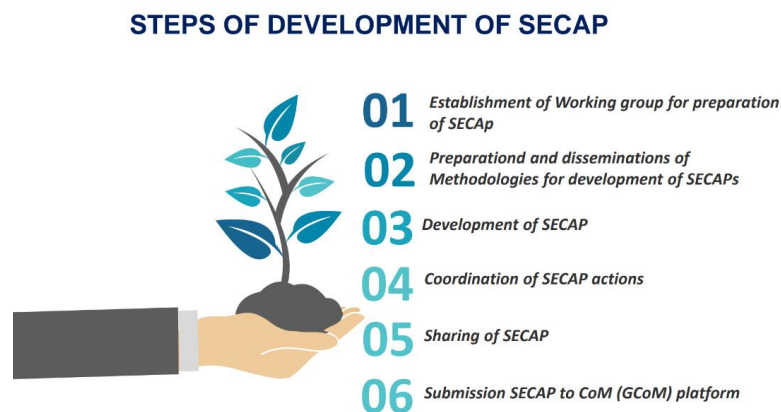 STEPS OF DEVELOPMENT OF SECAP
01 Establishment of Working group for preparation
of SECAp
02 Preparationd and disseminations of
Methodologies for development of SECAPs
03 Development of SECAP
04 Coordination of SECAP actions
05 Sharing of SECAP
06 Submission SECAP to CoM (GCoM) platform